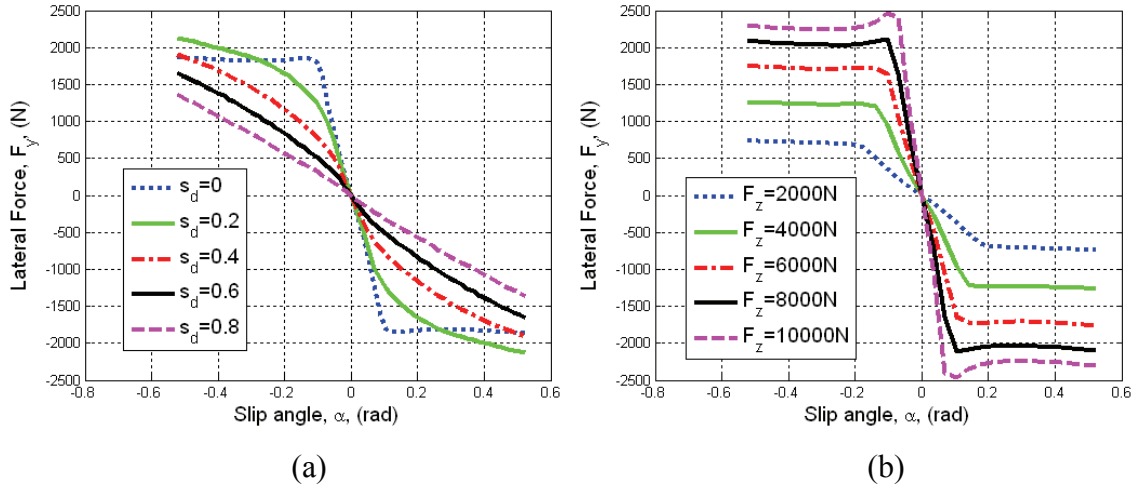 2500
2000
1500
1000
500
0
-500
-1000
-1500
-2000
-2500
Lateral Force, F_y, (N)
s_d=0
s_d=0.2
s_d=0.4
s_d=0.6
s_d=0.8
-0.8 -0.6 -0.4 -0.2 0 0.2 0.4 0.6
Slip angle, α, (rad)
(a)
2500
2000
1500
1000
500
0
-500
-1000
-1500
-2000
-2500
Lateral Force, F_y, (N)
F_z=2000N
F_z=4000N
F_z=6000N
F_z=8000N
F_z=10000N
-0.8 -0.6 -0.4 -0.2 0 0.2 0.4 0.6
Slip angle, α, (rad)
(b)